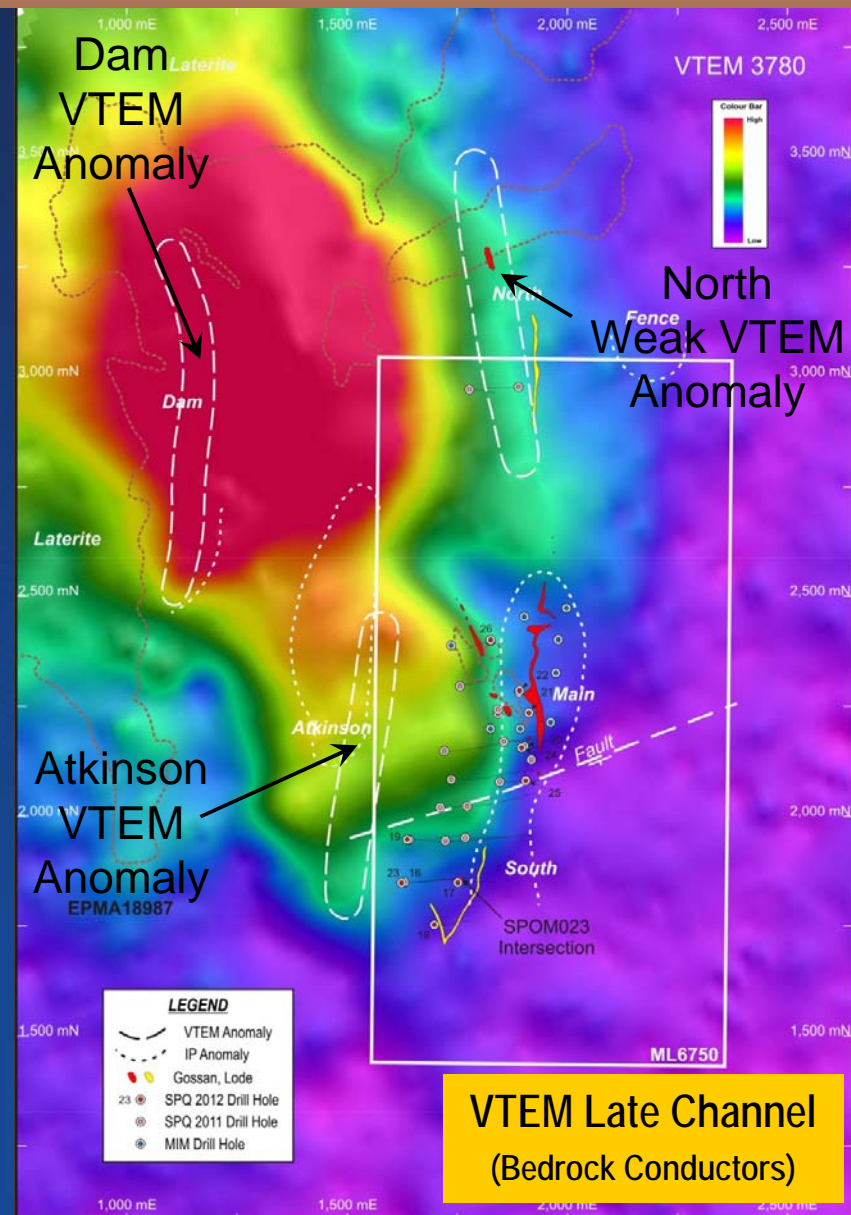 1,000 mE
1,500 mE
2,000 mE
2,500 mE
Dam
VTEM
Anomaly
Laterite
VTEM 3780
Colour Bar
High
Low
3,500 mN
3,500 mN
North
North
Weak VTEM
Anomaly
Fence
3,000 mN
3,000 mN
Dam
Laterite
2,500 mN
2,500 mN
26
22
21
Main
Atkinson
Fault
24
25
Atkinson
VTEM
Anomaly
2,000 mN
2,000 mN
19
23
16
17
South
EPMA18987
SPOM023
Intersection
18
LEGEND
VTEM Anomaly
IP Anomaly
Gossan, Lode
23 SPQ 2012 Drill Hole
SPQ 2011 Drill Hole
MIM Drill Hole
1,500 mN
1,500 mN
ML6750
VTEM Late Channel
(Bedrock Conductors)
1,000 mE
1,500 mE
2,000 mE
2,500 mE